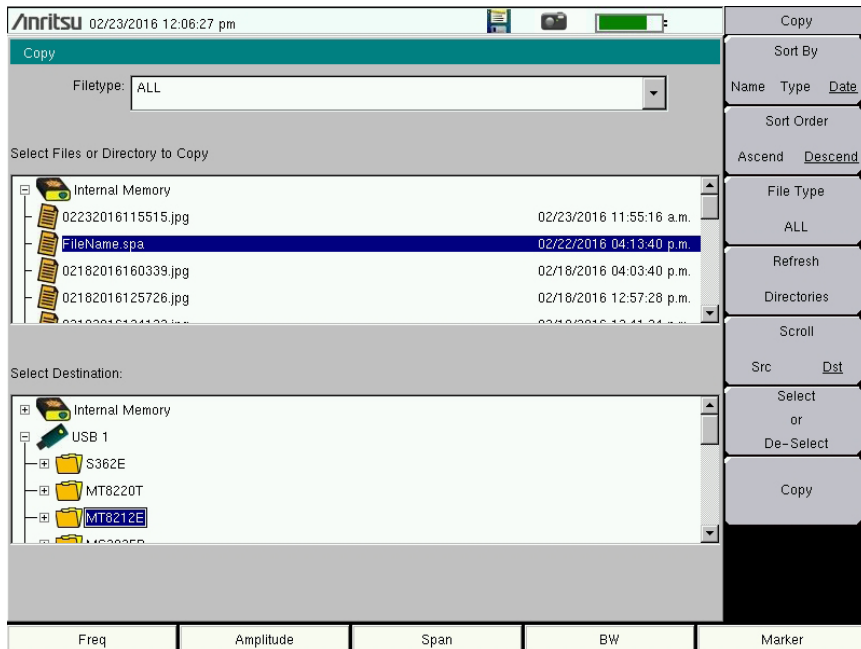 Anritsu 02/23/2016 12:06:27 pm
Copy
Filetype: ALL
Select Files or Directory to Copy
Internal Memory
02232016115515.jpg 02/23/2016 11:55:16 a.m.
FileName.spa 02/22/2016 04:13:40 p.m.
02182016160339.jpg 02/18/2016 04:03:40 p.m.
02182016125726.jpg 02/18/2016 12:57:28 p.m.
Select Destination:
Internal Memory
USB 1
S362E
MT8220T
MT8212E
Copy
Sort By
Name Type Date
Sort Order
Ascend Descend
File Type
ALL
Refresh
Directories
Scroll
Src Dst
Select
or
De-Select
Copy
Freq Amplitude Span BW Marker